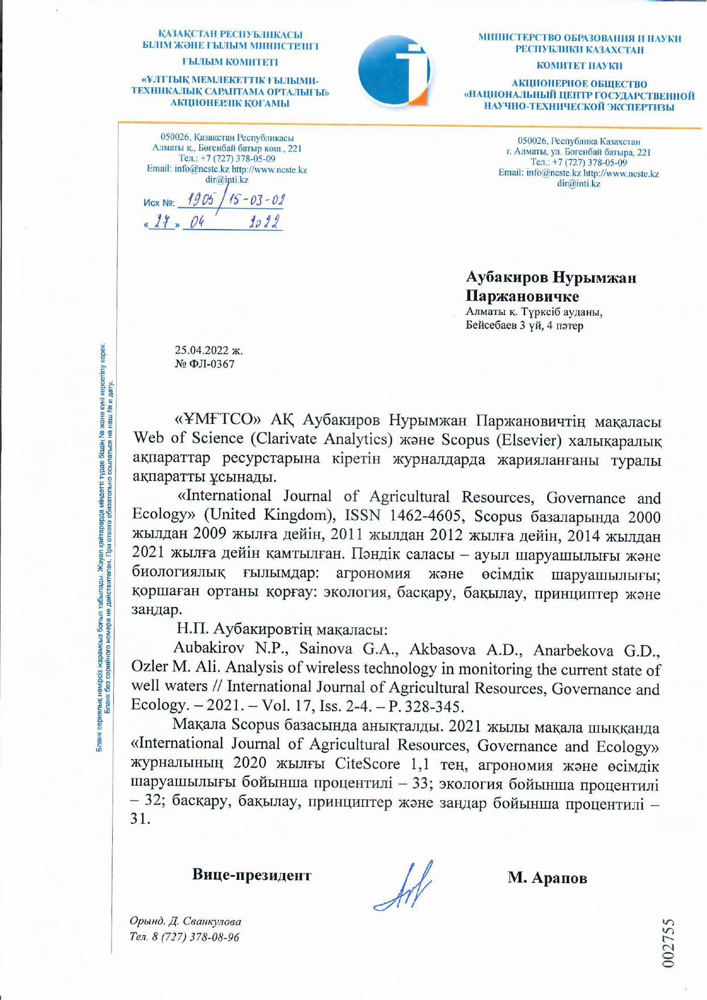 ҚАЗАҚСТАН РЕСПУБЛИКАСЫ
БІЛІМ ЖӘНЕ ҒЫЛЫМ МИНИСТРЛІГІ
ҒЫЛЫМ КОМИТЕТІ
«ҰЛТТЫҚ МЕМЛЕКЕТТІК ҒЫЛЫМИ-
ТЕХНИКАЛЫҚ САРАПТАМА ОРТАЛЫҒЫ»
АКЦИОНЕРЛІК ҚОҒАМЫ
МИНИСТЕРСТВО ОБРАЗОВАНИЯ И НАУКИ
РЕСПУБЛИКИ КАЗАХСТАН
КОМИТЕТ НАУКИ
АКЦИОНЕРНОЕ ОБЩЕСТВО
«НАЦИОНАЛЬНЫЙ ЦЕНТР ГОСУДАРСТВЕННОЙ
НАУЧНО-ТЕХНИЧЕСКОЙ ЭКСПЕРТИЗЫ
050026, Қазақстан Республикасы
Алматы қ., Бөгенбай батыр көш., 221
Тел.: +7 (727) 378-05-09
Email: info@ncste.kz http://www.ncste.kz
dir@inti.kz
050026, Республика Казахстан
г. Алматы, ул. Богенбай батыра, 221
Тел.: +7 (727) 378-05-09
Email: info@ncste.kz http://www.ncste.kz
dir@inti.kz
Исх №: 1905/15-03-02
«27» 04 2022
Аубакиров Нурымжан
Паржановичке
Алматы қ. Түрксіб ауданы,
Бейсебаев 3 үй, 4 пәтер
25.04.2022 ж.
№ ФЛ-0367
«ҰМҒТСО» АҚ Аубакиров Нурымжан Паржановичтің мақаласы
Web of Science (Clarivate Analytics) және Scopus (Elsevier) халықаралық
ақпараттар ресурстарына кіретін журналдарда жарияланғаны туралы
ақпаратты ұсынады.
«International Journal of Agricultural Resources, Governance and
Ecology» (United Kingdom), ISSN 1462-4605, Scopus базаларында 2000
жылдан 2009 жылға дейін, 2011 жылдан 2012 жылға дейін, 2014 жылдан
2021 жылға дейін қамтылған. Пәндік саласы – ауыл шаруашылығы және
биологиялық ғылымдар: агрономия және өсімдік шаруашылығы;
қоршаған ортаны қорғау: экология, басқару, бақылау, принциптер және
заңдар.
Н.П. Аубакировтің мақаласы:
Aubakirov N.P., Sainova G.A., Akbasova A.D., Anarbekova G.D.,
Ozler M. Ali. Analysis of wireless technology in monitoring the current state of
well waters // International Journal of Agricultural Resources, Governance and
Ecology. – 2021. – Vol. 17, Iss. 2-4. – P. 328-345.
Мақала Scopus базасында анықталды. 2021 жылы мақала шыққанда
«International Journal of Agricultural Resources, Governance and Ecology»
журналының 2020 жылғы CiteScore 1,1 тең, агрономия және өсімдік
шаруашылығы бойынша процентилі – 33; экология бойынша процентилі
– 32; басқару, бақылау, принциптер және заңдар бойынша процентилі –
31.
Вице-президент
М. Арапов
Орынд. Д. Сванкулова
Тел. 8 (727) 378-08-96
002755
Бланк сериялық нөмірсіз жарамсыз болып табылады. Жауап қайтарарда міндетті түрде біздің № және күні көрсетілу керек.
Бланк без серийного номера не действителен. При ответе обязательно ссылаться на наш № и дату.